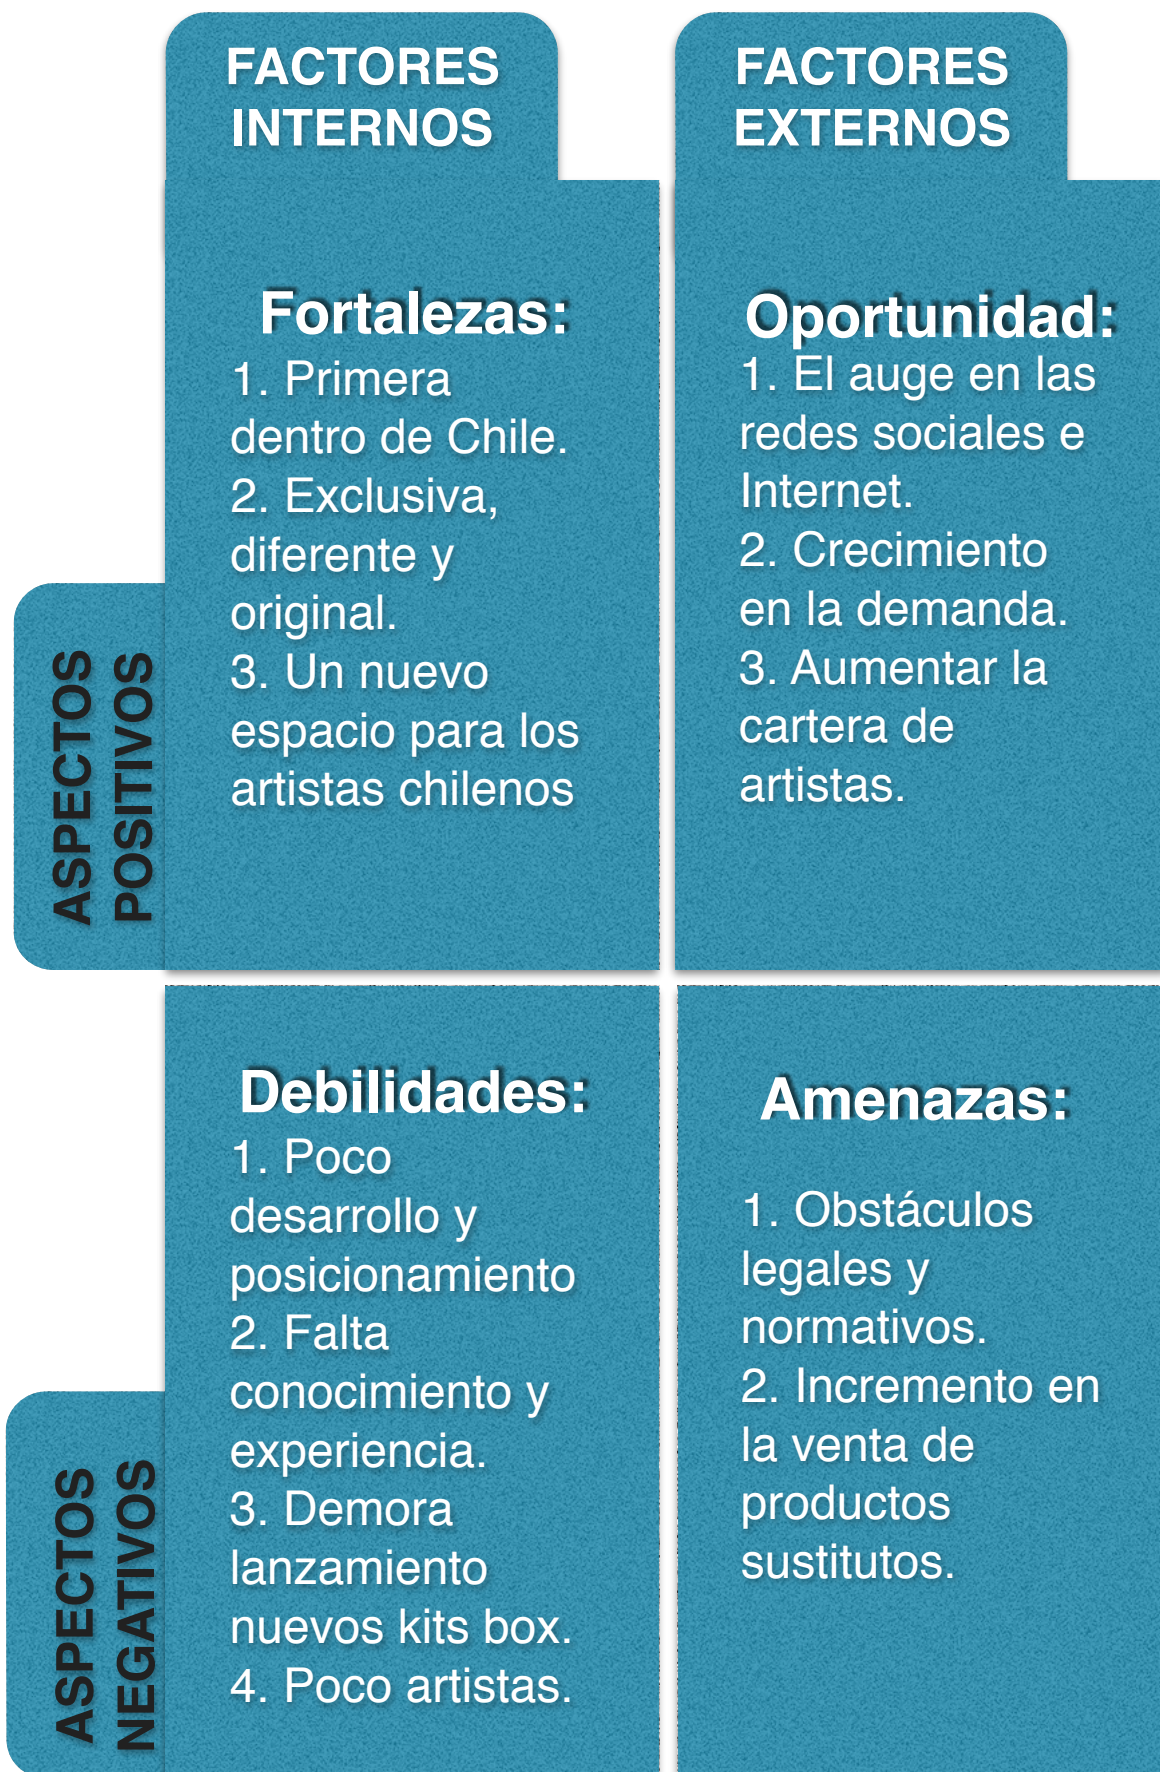 FACTORES
INTERNOS
FACTORES
EXTERNOS
ASPECTOS
POSITIVOS
Fortalezas:
1. Primera
dentro de Chile.
2. Exclusiva,
diferente y
original.
3. Un nuevo
espacio para los
artistas chilenos
Oportunidad:
1. El auge en las
redes sociales e
Internet.
2. Crecimiento
en la demanda.
3. Aumentar la
cartera de
artistas.
ASPECTOS
NEGATIVOS
Debilidades:
1. Poco
desarrollo y
posicionamiento
2. Falta
conocimiento y
experiencia.
3. Demora
lanzamiento
nuevos kits box.
4. Poco artistas.
Amenazas:
1. Obstáculos
legales y
normativos.
2. Incremento en
la venta de
productos
sustitutos.